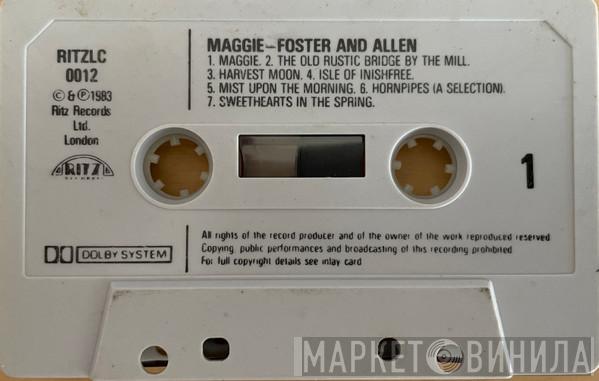 RITZLC
0012
© & ℗ 1983
Ritz Records
Ltd.
London
RITZ
RECORDS
MAGGIE-FOSTER AND ALLEN
1. MAGGIE. 2. THE OLD RUSTIC BRIDGE BY THE MILL.
3. HARVEST MOON. 4. ISLE OF INISHFREE.
5. MIST UPON THE MORNING. 6. HORNPIPES (A SELECTION).
7. SWEETHEARTS IN THE SPRING.
1
DOLBY SYSTEM
All rights of the record producer and of the owner of the work reproduced reserved
Copying, public performances and broadcasting of this recording prohibited
For full copyright details see inlay card
МАРКЕТ ВИНИЛА